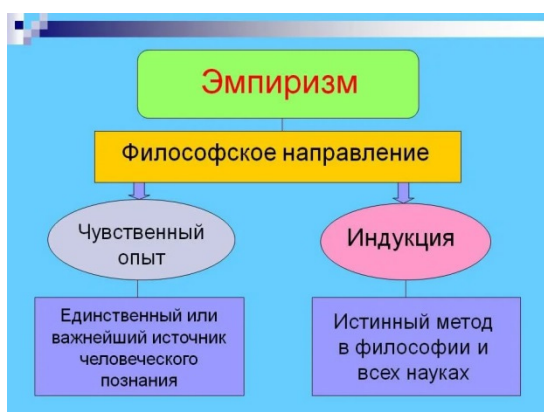 Эмпиризм
Философское направление
Чувственный
опыт
Индукция
Единственный или
важнейший источник
человеческого
познания
Истинный метод
в философии и
всех науках